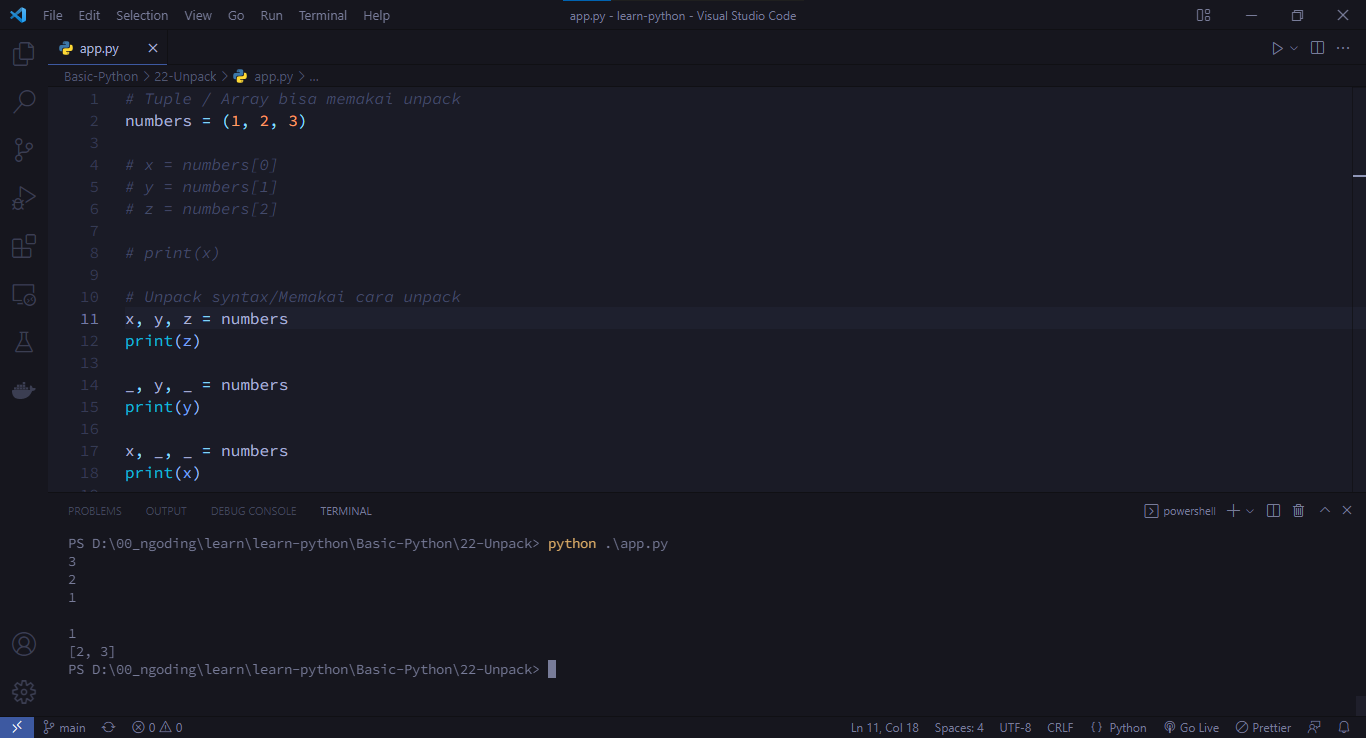 File Edit Selection View Go Run Terminal Help app.py - learn-python - Visual Studio Code
app.py
Basic-Python > 22-Unpack > app.py > ...
1 # Tuple / Array bisa memakai unpack
2 numbers = (1, 2, 3)
3
4 # x = numbers[0]
5 # y = numbers[1]
6 # z = numbers[2]
7
8 # print(x)
9
10 # Unpack syntax/Memakai cara unpack
11 x, y, z = numbers
12 print(z)
13
14 _, y, _ = numbers
15 print(y)
16
17 x, _, _ = numbers
18 print(x)
PROBLEMS OUTPUT DEBUG CONSOLE TERMINAL powershell
PS D:\00_ngoding\learn\learn-python\Basic-Python\22-Unpack> python .\app.py
3
2
1
1
[2, 3]
PS D:\00_ngoding\learn\learn-python\Basic-Python\22-Unpack>
main 0 0 Ln 11, Col 18 Spaces: 4 UTF-8 CRLF { } Python Go Live Prettier